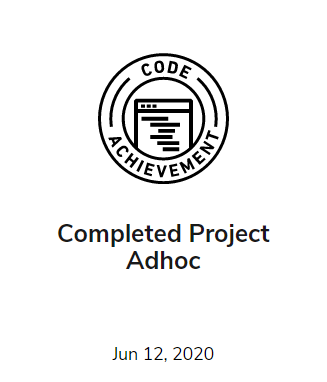 CODE
ACHIEVEMENT
Completed Project
Adhoc
Jun 12, 2020